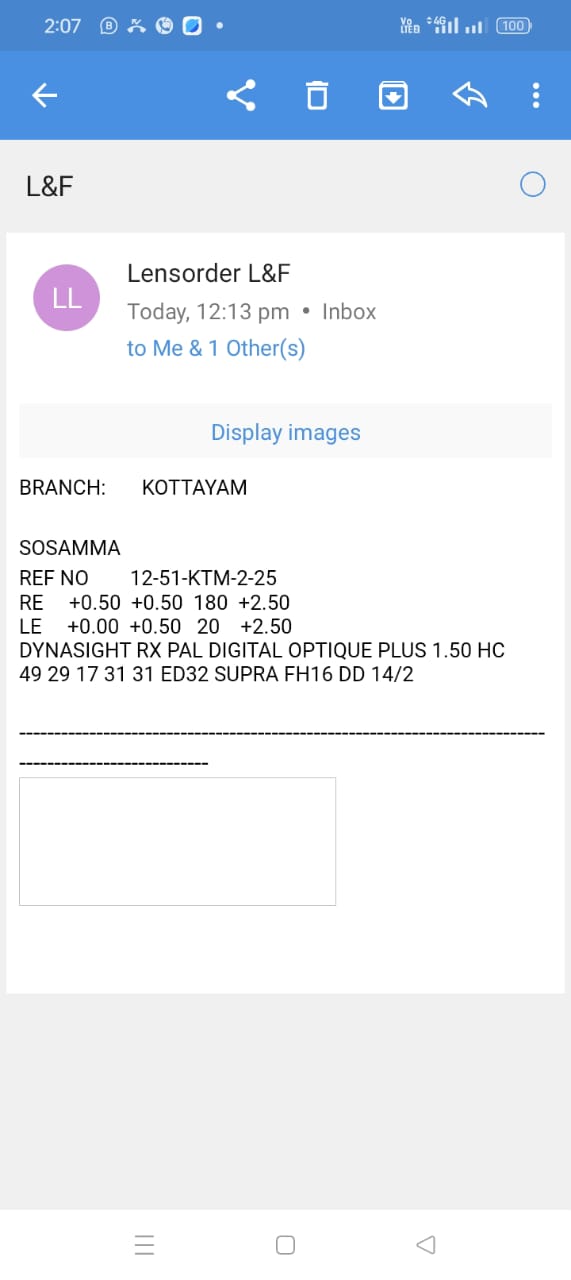 2:07
Vo LTED 4G 100
L&F
LL
Lensorder L&F
Today, 12:13 pm • Inbox
to Me & 1 Other(s)
Display images
BRANCH: KOTTAYAM
SOSAMMA
REF NO 12-51-KTM-2-25
RE +0.50 +0.50 180 +2.50
LE +0.00 +0.50 20 +2.50
DYNASIGHT RX PAL DIGITAL OPTIQUE PLUS 1.50 HC
49 29 17 31 31 ED32 SUPRA FH16 DD 14/2
---------------------------------------------------------------------------
---------------------------